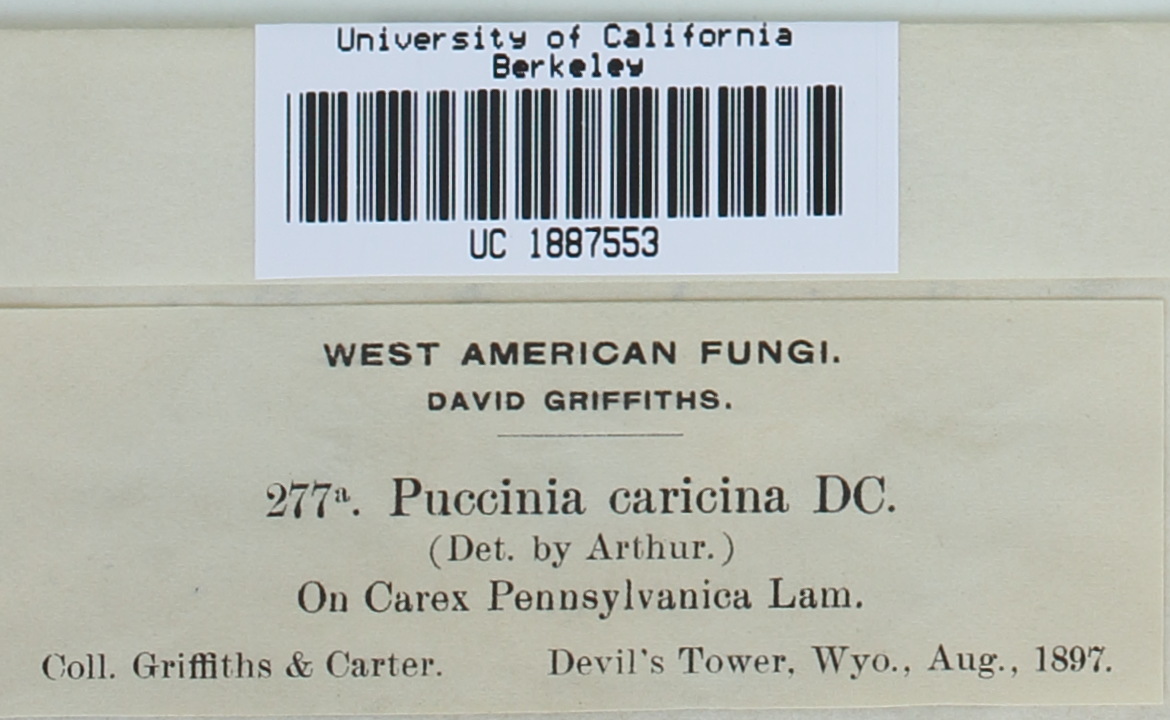 University of California
Berkeley
UC 1887553
WEST AMERICAN FUNGI.
DAVID GRIFFITHS.
277ª. Puccinia caricina DC.
(Det. by Arthur.)
On Carex Pennsylvanica Lam.
Coll. Griffiths & Carter. Devil's Tower, Wyo., Aug., 1897.